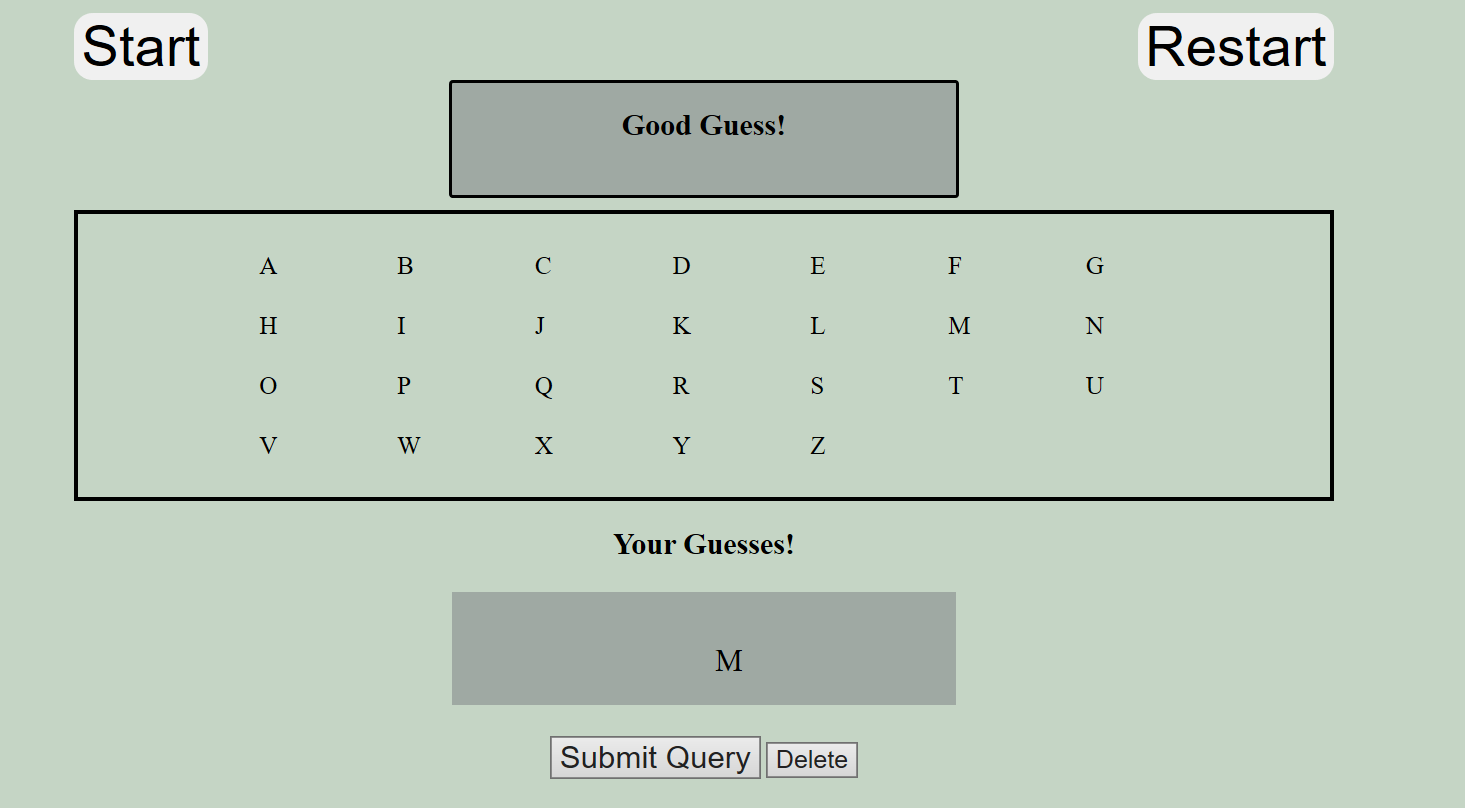 Start Restart
Good Guess!
A B C D E F G
H I J K L M N
O P Q R S T U
V W X Y Z
Your Guesses!
M
Submit Query Delete